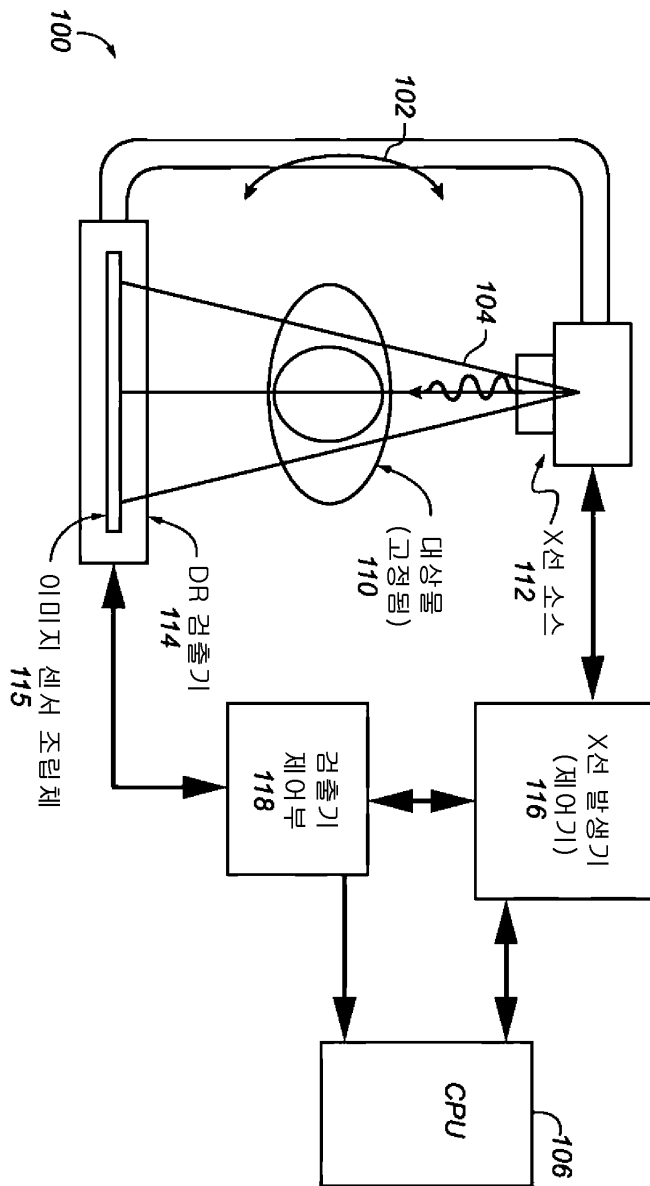 100
102
104
X선 소스
112
대상물
(고정됨)
110
DR 검출기
114
이미지 센서 조립체
115
X선 발생기
(제어기)
116
검출기
제어부
118
CPU
106